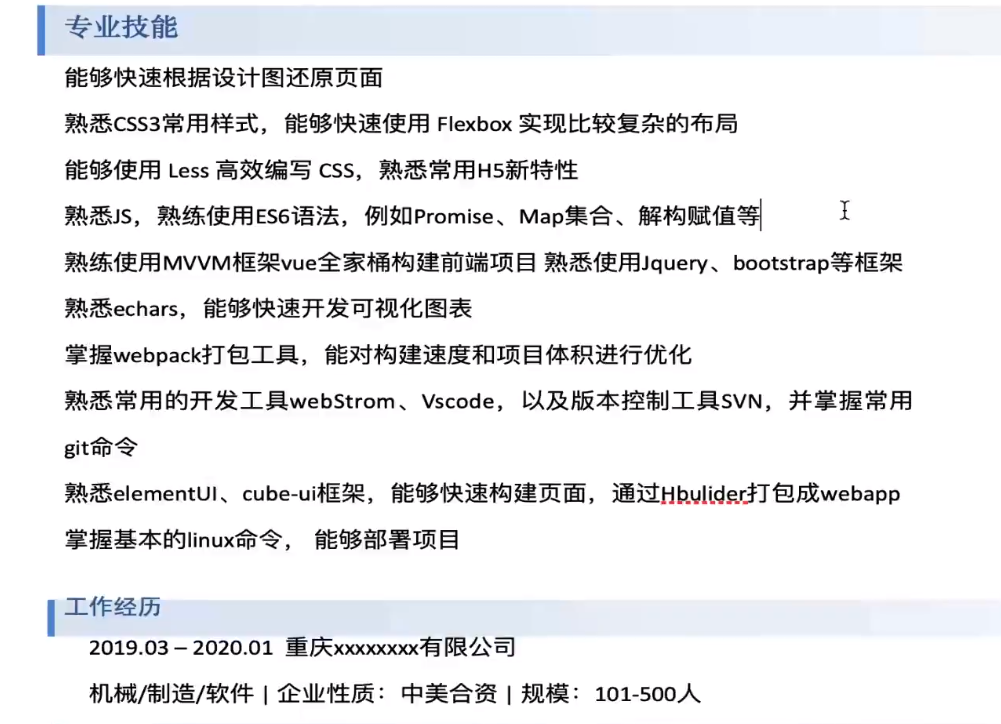 专业技能
能够快速根据设计图还原页面
熟悉CSS3常用样式，能够快速使用 Flexbox 实现比较复杂的布局
能够使用 Less 高效编写 CSS，熟悉常用H5新特性
熟悉JS，熟练使用ES6语法，例如Promise、Map集合、解构赋值等
熟练使用MVVM框架vue全家桶构建前端项目 熟悉使用Jquery、bootstrap等框架
熟悉echars，能够快速开发可视化图表
掌握webpack打包工具，能对构建速度和项目体积进行优化
熟悉常用的开发工具webStrom、Vscode，以及版本控制工具SVN，并掌握常用
git命令
熟悉elementUI、cube-ui框架，能够快速构建页面，通过Hbulider打包成webapp
掌握基本的linux命令， 能够部署项目
工作经历
2019.03 – 2020.01 重庆xxxxxxxx有限公司
机械/制造/软件 | 企业性质：中美合资 | 规模：101-500人